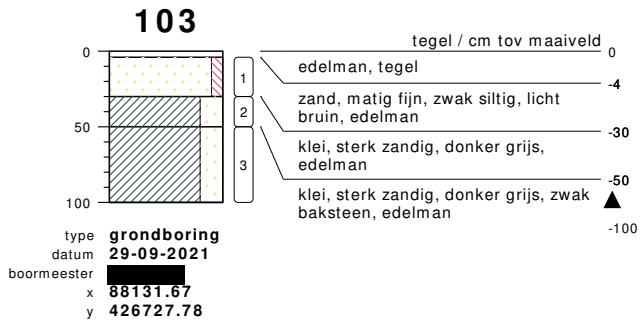 103
tegel / cm tov maaiveld
0
0
edelman, tegel
-4
1
zand, matig fijn, zwak siltig, licht
bruin, edelman
2
-30
50
klei, sterk zandig, donker grijs,
edelman
3
-50
klei, sterk zandig, donker grijs, zwak
baksteen, edelman
100
-100
type grondboring
datum 29-09-2021
boormeester
x 88131.67
y 426727.78